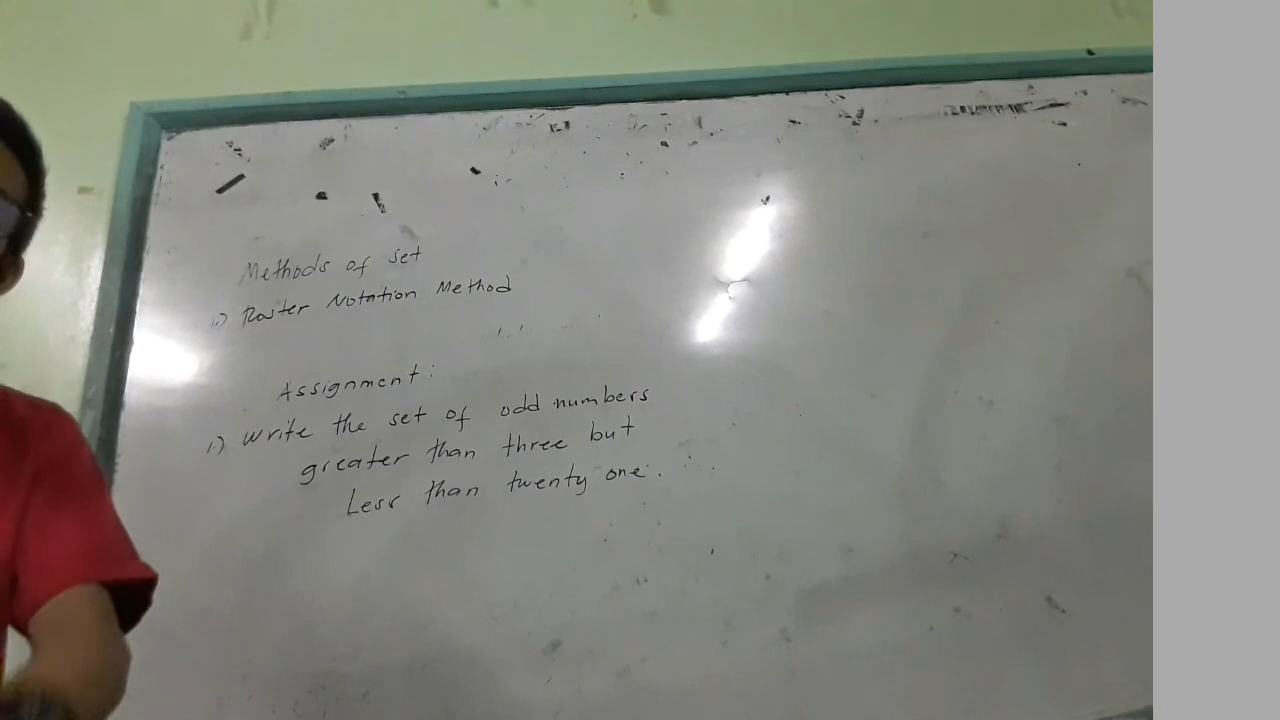 Methods of set
1.) Roster Notation Method
Assignment:
1.) Write the set of odd numbers
greater than three but
Less than twenty one.